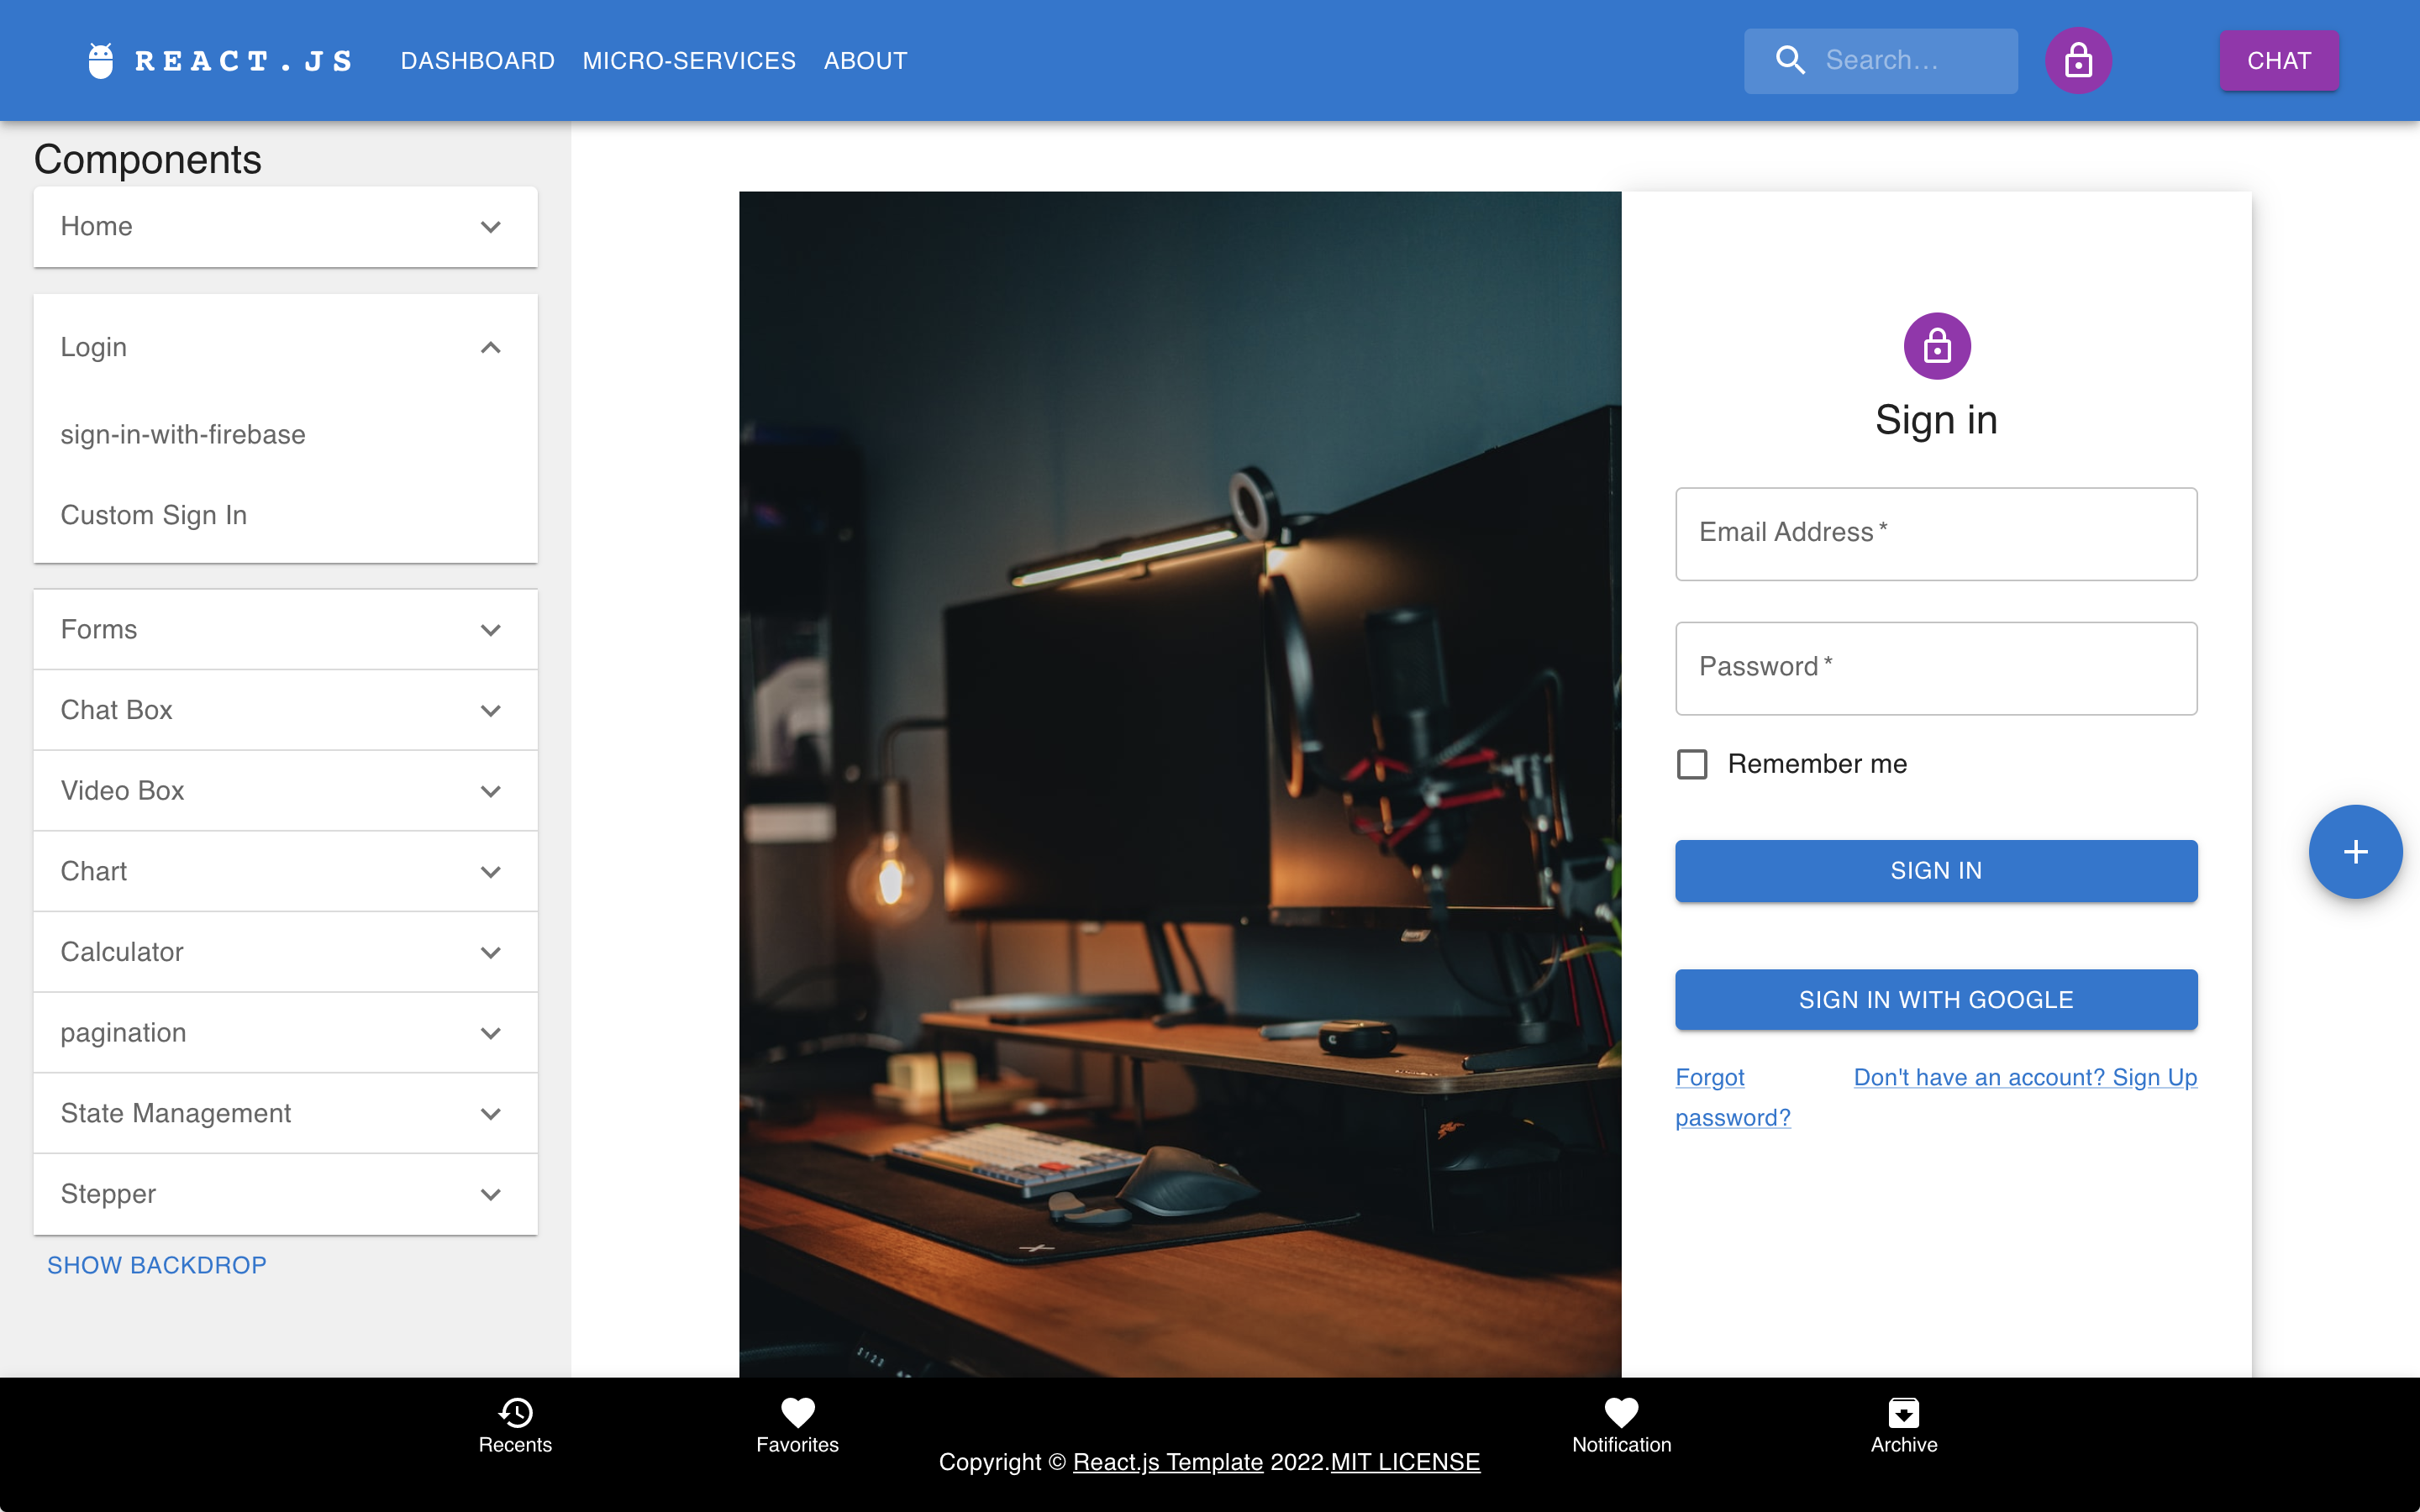 REACT.JS
DASHBOARD
MICRO-SERVICES
ABOUT
Search...
CHAT
Components
Home
Login
sign-in-with-firebase
Custom Sign In
Forms
Chat Box
Video Box
Chart
Calculator
pagination
State Management
Stepper
SHOW BACKDROP
Sign in
Email Address *
Password *
Remember me
SIGN IN
SIGN IN WITH GOOGLE
Forgot
password?
Don't have an account? Sign Up
Recents
Favorites
Copyright © React.js Template 2022.MIT LICENSE
Notification
Archive